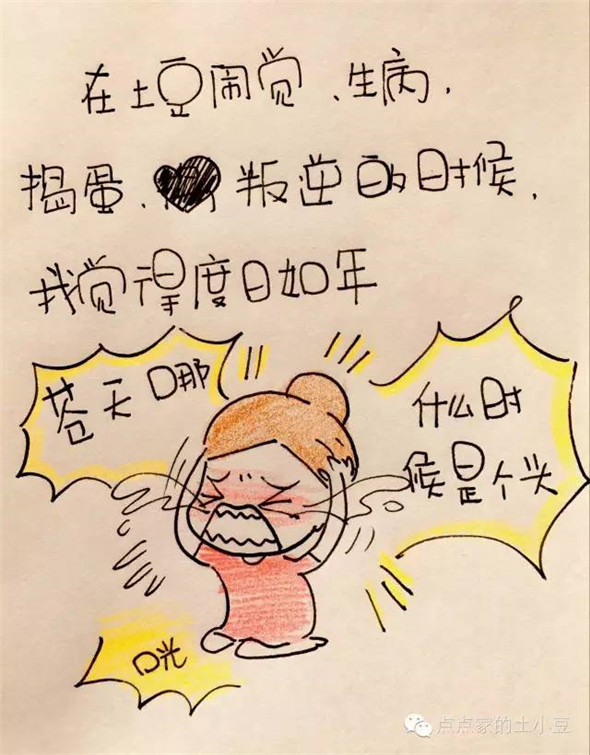 在土豆闹觉、生病,
捣蛋、叛逆的时候,
我觉得度日如年
苍天哪
什么时
候是个头
咣
点点家的土小豆